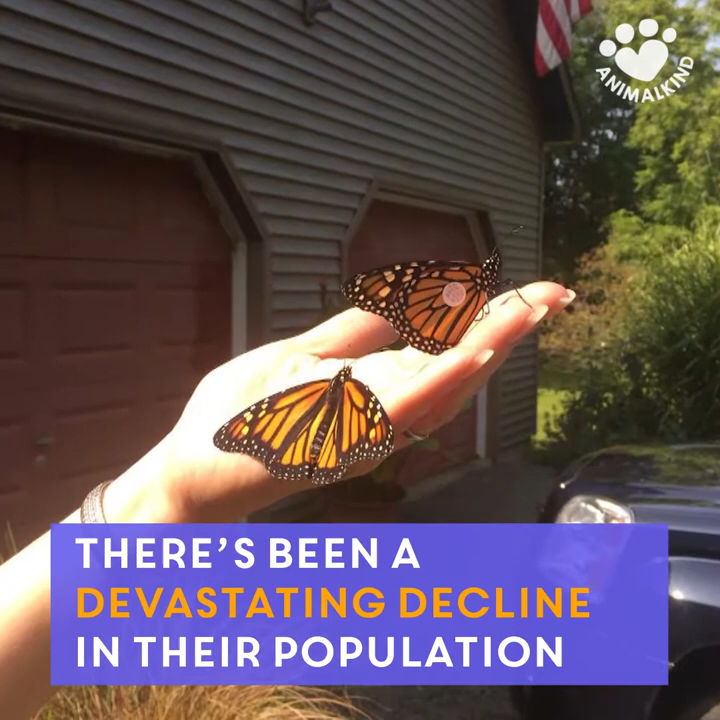 ANIMALKIND
THERE'S BEEN A
DEVASTATING DECLINE
IN THEIR POPULATION